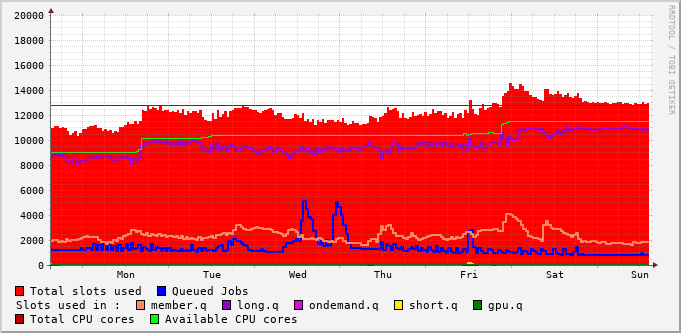 20000
18000
16000
14000
12000
10000
8000
6000
4000
2000
0
Mon Tue Wed Thu Fri Sat Sun
Total slots used Queued Jobs
Slots used in : member.q long.q ondemand.q short.q gpu.q
Total CPU cores Available CPU cores
RRDTOOL / TOBI OETIKER